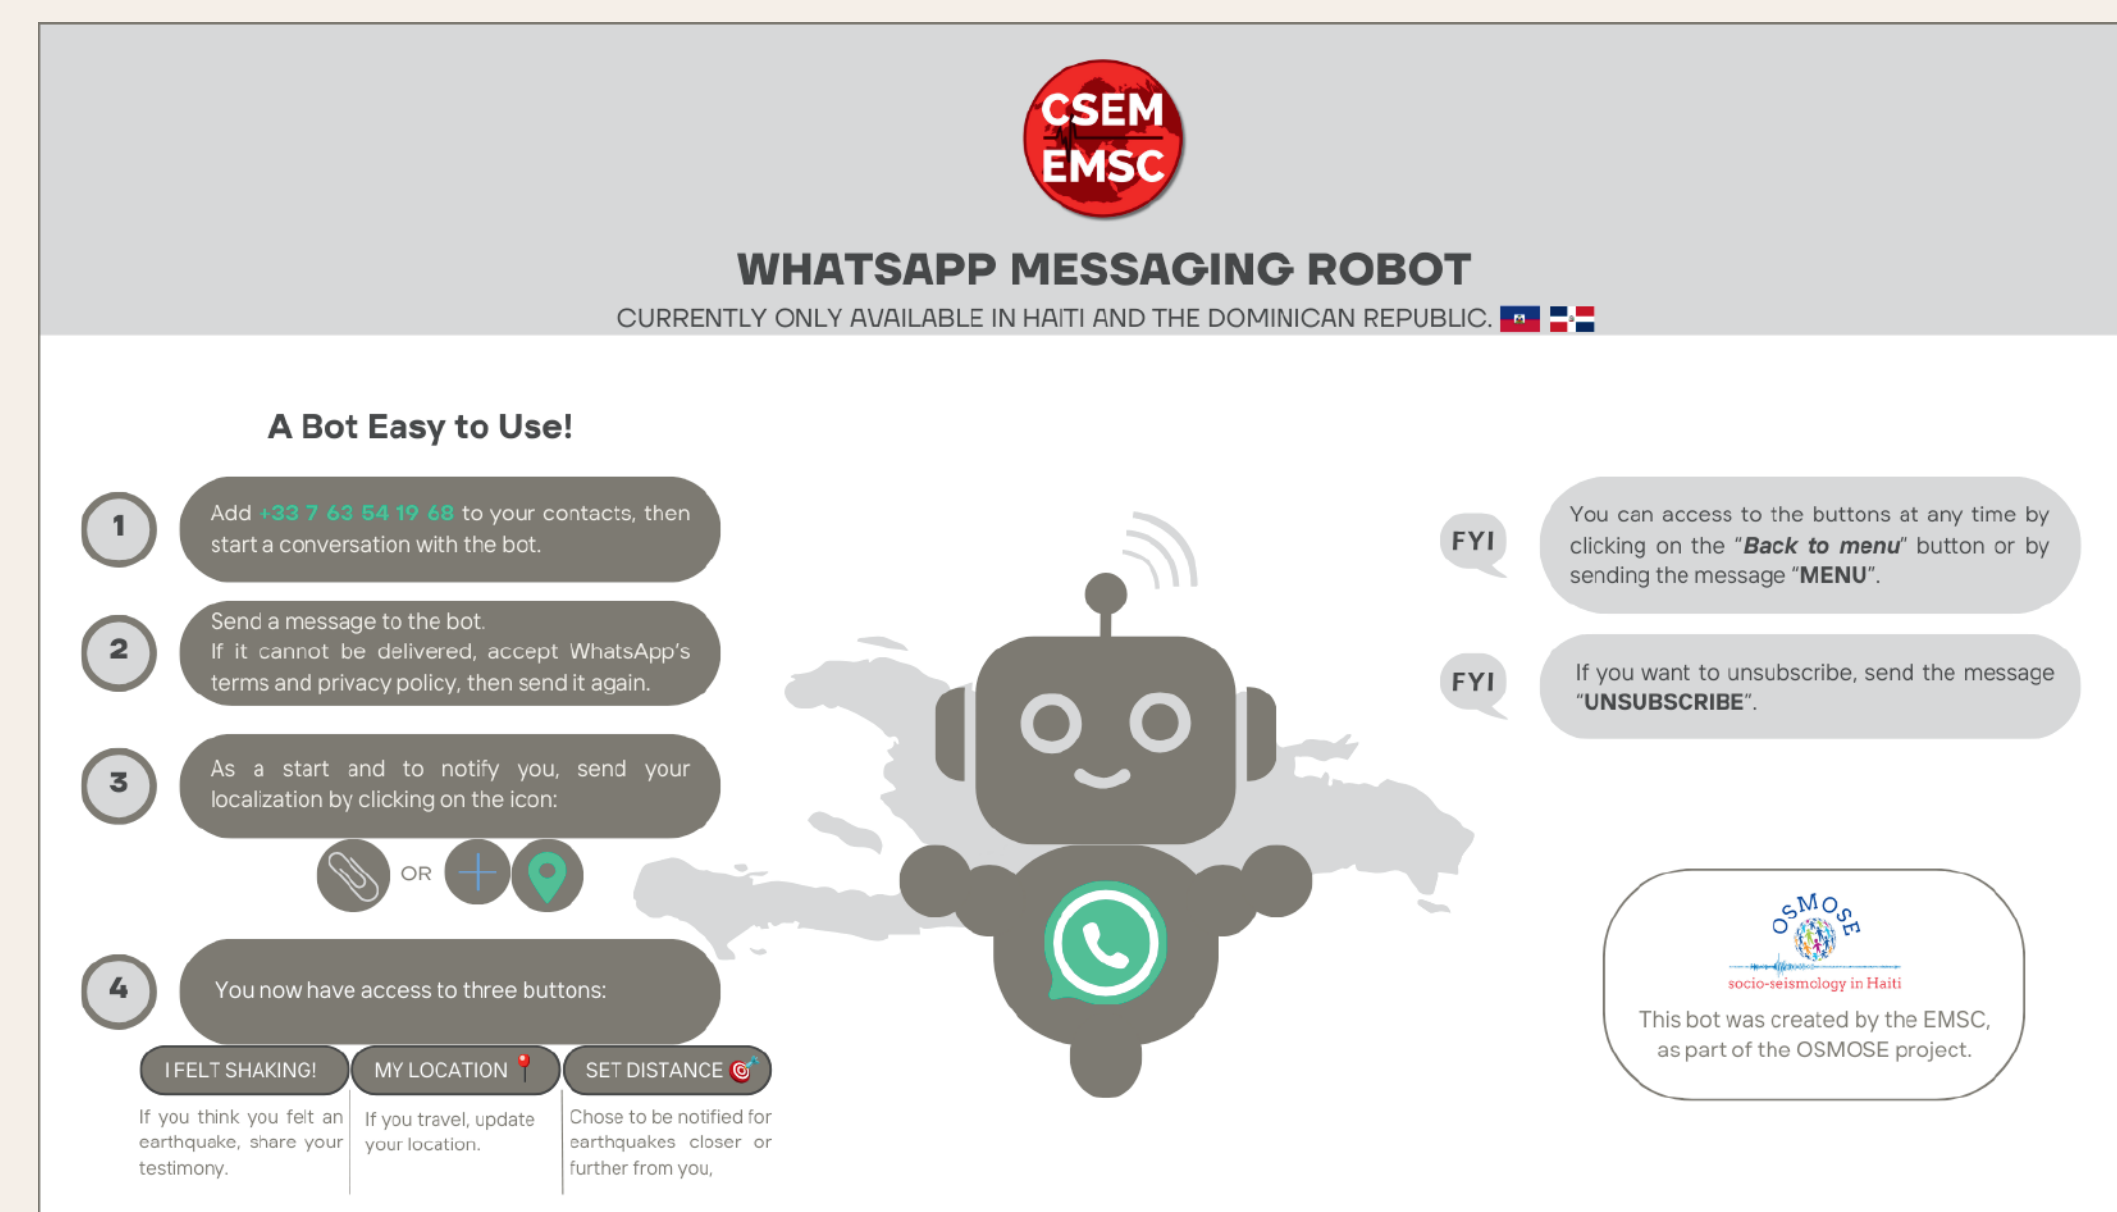 CSEM
EMSC
WHATSAPP MESSAGING ROBOT
CURRENTLY ONLY AVAILABLE IN HAITI AND THE DOMINICAN REPUBLIC.
A Bot Easy to Use!
1
Add +33 7 63 54 19 68 to your contacts, then
start a conversation with the bot.
2
Send a message to the bot.
If it cannot be delivered, accept WhatsApp's
terms and privacy policy, then send it again.
3
As a start and to notify you, send your
localization by clicking on the icon:
OR
4
You now have access to three buttons:
I FELT SHAKING!
If you think you felt an
earthquake, share your
testimony.
MY LOCATION
If you travel, update
your location.
SET DISTANCE
Chose to be notified for
earthquakes closer or
further from you,
FYI
You can access to the buttons at any time by
clicking on the “Back to menu” button or by
sending the message “MENU”.
FYI
If you want to unsubscribe, send the message
“UNSUBSCRIBE”.
OSMOSE
socio-seismology in Haiti
This bot was created by the EMSC,
as part of the OSMOSE project.